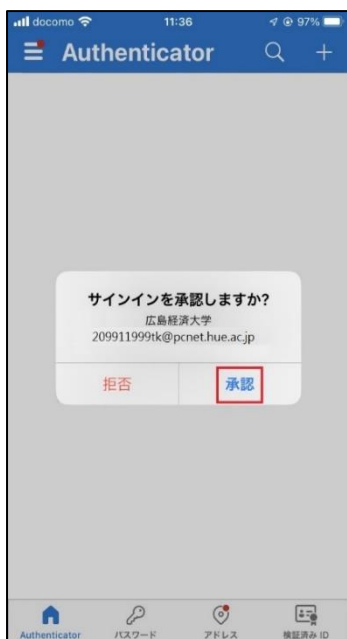 docomo 11:36 97%
Authenticator
サインインを承認しますか?
広島経済大学
209911999tk@pcnet.hue.ac.jp
拒否 承認
Authenticator パスワード アドレス 検証済み ID